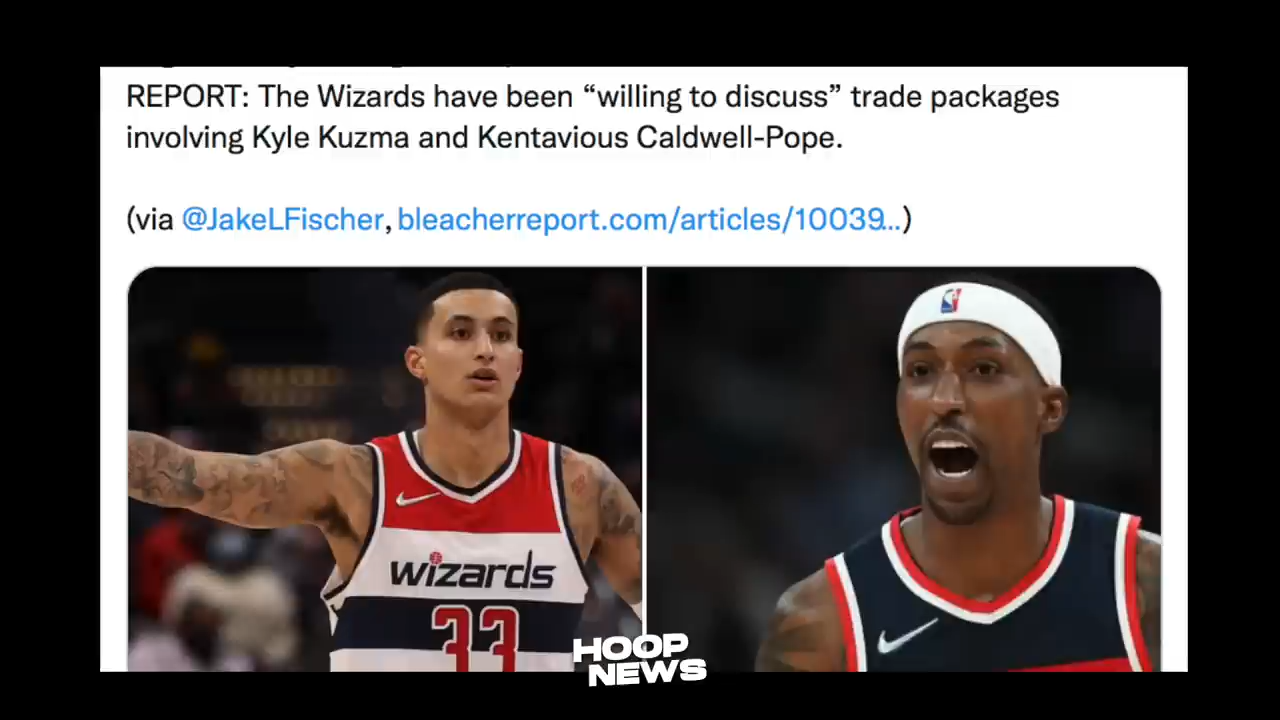 REPORT: The Wizards have been “willing to discuss” trade packages
involving Kyle Kuzma and Kentavious Caldwell-Pope.
(via @JakeLFischer, bleacherreport.com/articles/10039...)
wizards
33
HOOP
NEWS